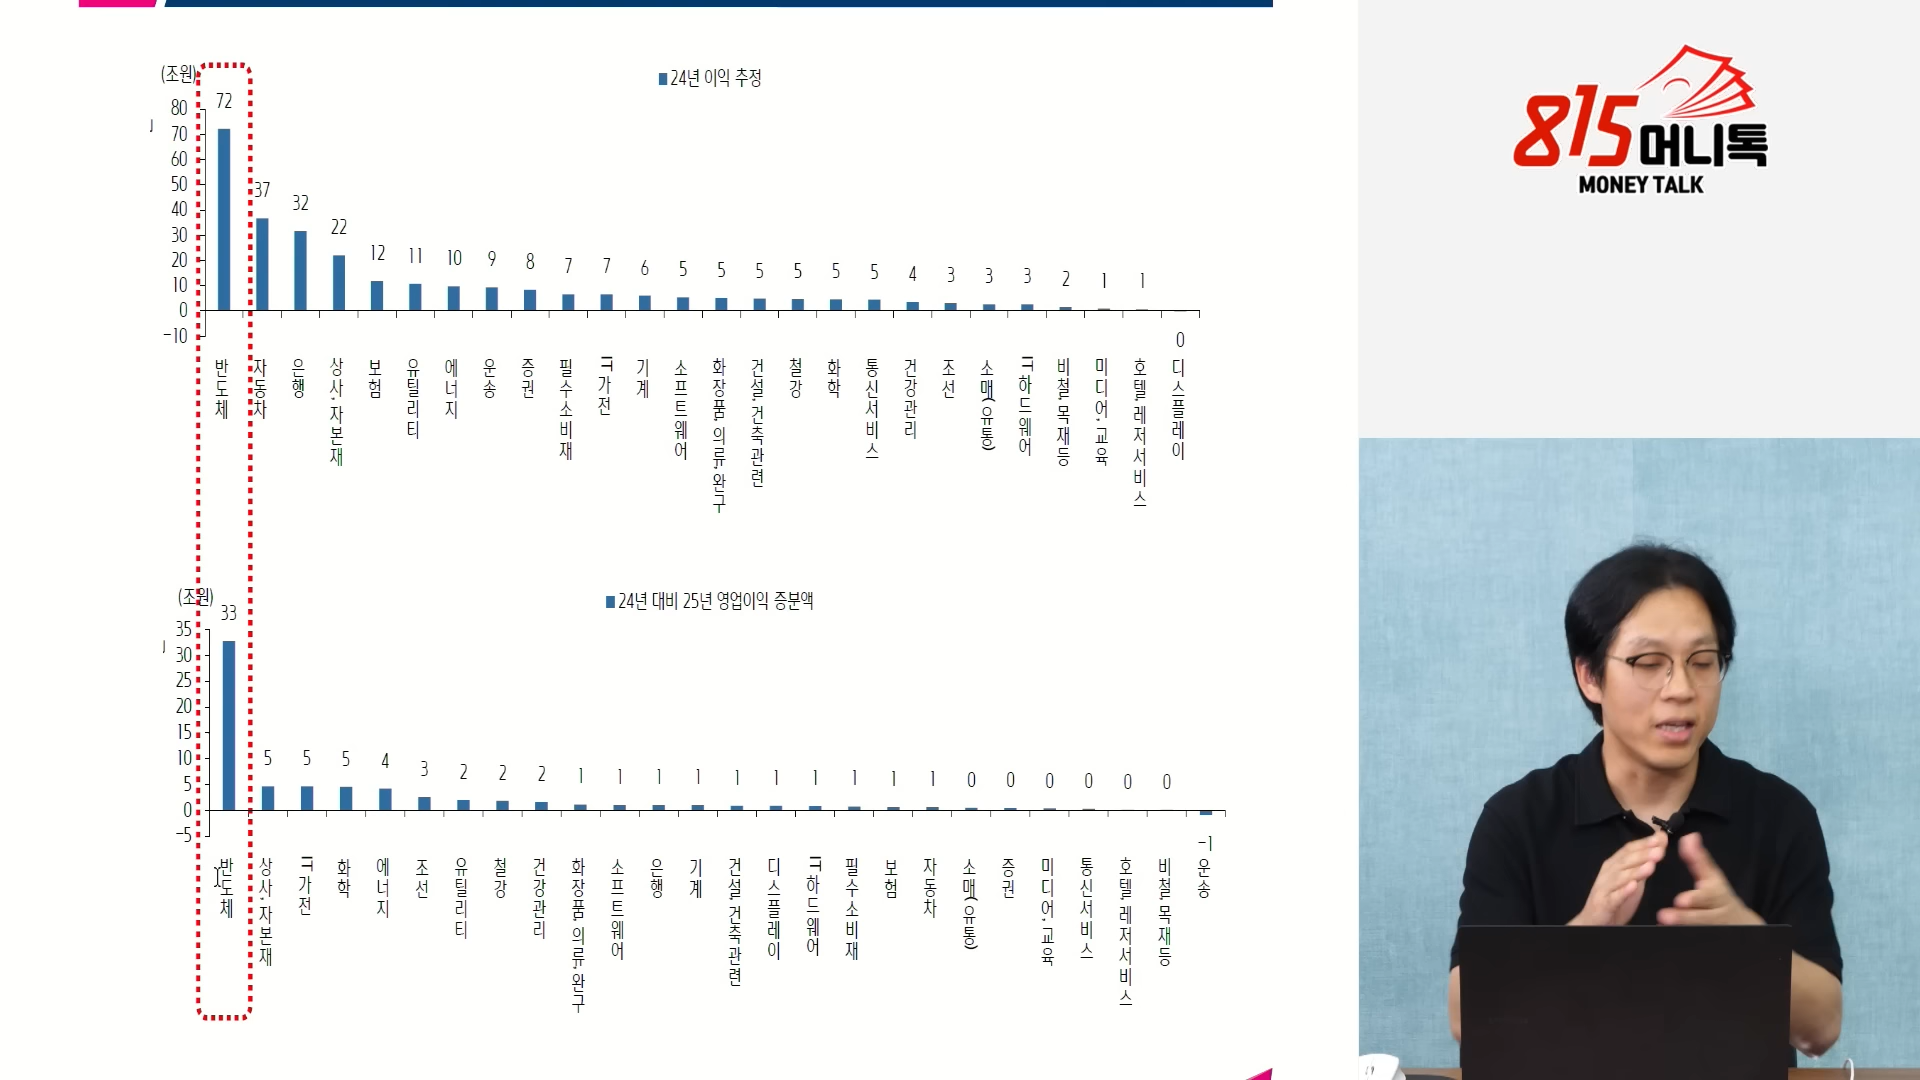 (조원)
24년 이익 추정
80
70
60
50
40
30
20
10
0
-10
72
37
32
22
12
11
10
9
8
7
7
6
5
5
5
5
5
5
4
3
3
3
2
1
1
0
반도체
자동차
은행
상사,자본재
보험
유틸리티
에너지
운송
증권
필수소비재
IT가전
기계
소프트웨어
화장품,의류,완구
건설,건축관련
철강
화학
통신서비스
건강관리
조선
소매(유통)
IT하드웨어
비철,목재등
미디어,교육
호텔,레저서비스
디스플레이
(조원)
24년 대비 25년 영업이익 증분액
35
30
25
20
15
10
5
0
-5
33
5
5
5
4
3
2
2
2
1
1
1
1
1
1
1
1
1
1
0
0
0
0
0
0
-1
반도체
상사,자본재
IT가전
화학
에너지
조선
유틸리티
철강
건강관리
화장품,의류,완구
소프트웨어
은행
기계
건설,건축관련
디스플레이
IT하드웨어
필수소비재
보험
자동차
소매(유통)
증권
미디어,교육
통신서비스
호텔,레저서비스
비철,목재등
운송
815머니톡
MONEY TALK